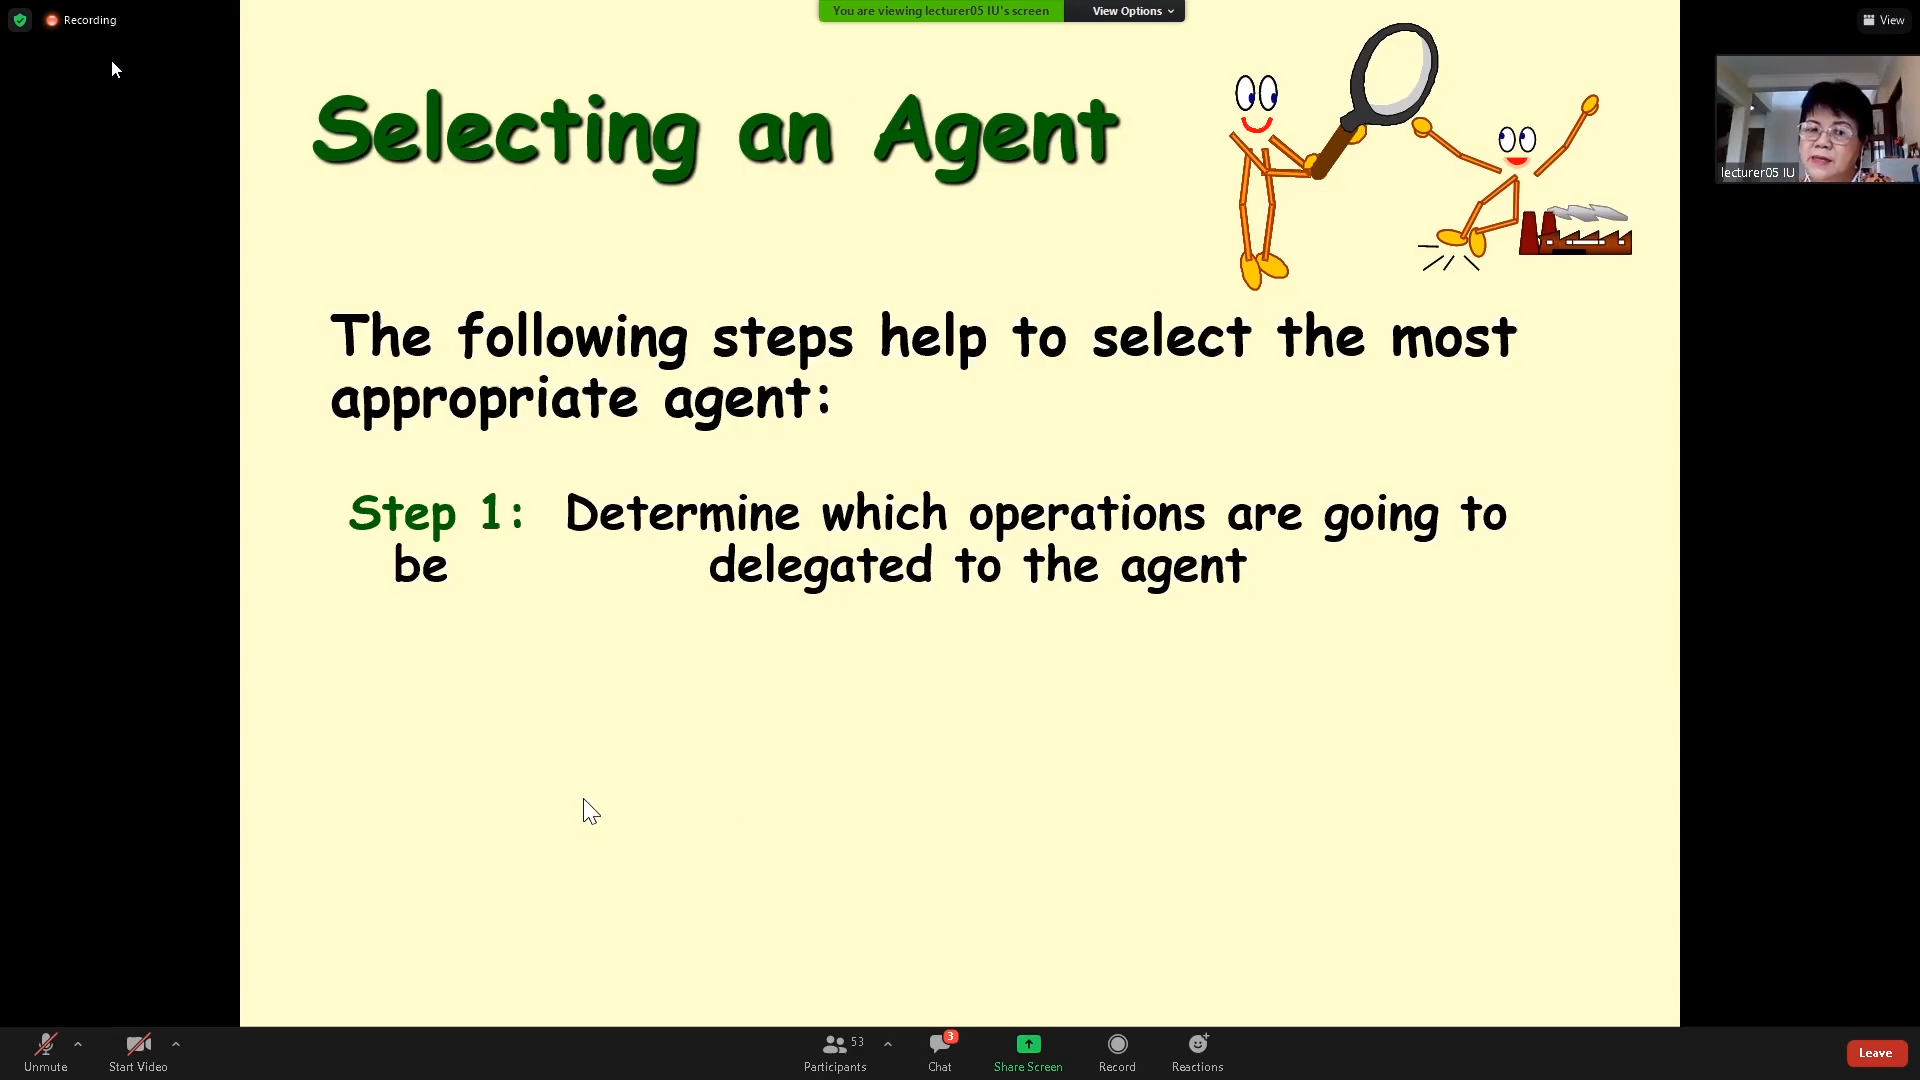 Recording
You are viewing lecturer05 IU's screen
View Options
View
Selecting an Agent
lecturer05 IU
The following steps help to select the most
appropriate agent:
Step 1: Determine which operations are going to
be delegated to the agent
Unmute
Start Video
Participants
53
Chat
3
Share Screen
Record
Reactions
Leave